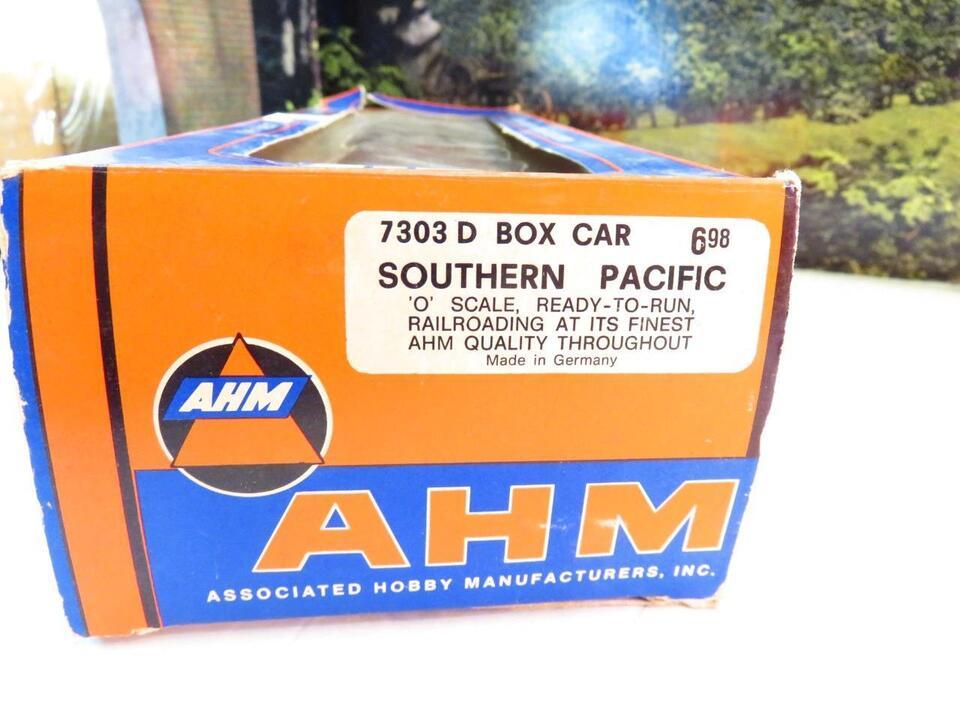 7303 D BOX CAR 6.98
SOUTHERN PACIFIC
'O' SCALE, READY-TO-RUN,
RAILROADING AT ITS FINEST
AHM QUALITY THROUGHOUT
Made in Germany
AHM
AHM
ASSOCIATED HOBBY MANUFACTURERS, INC.